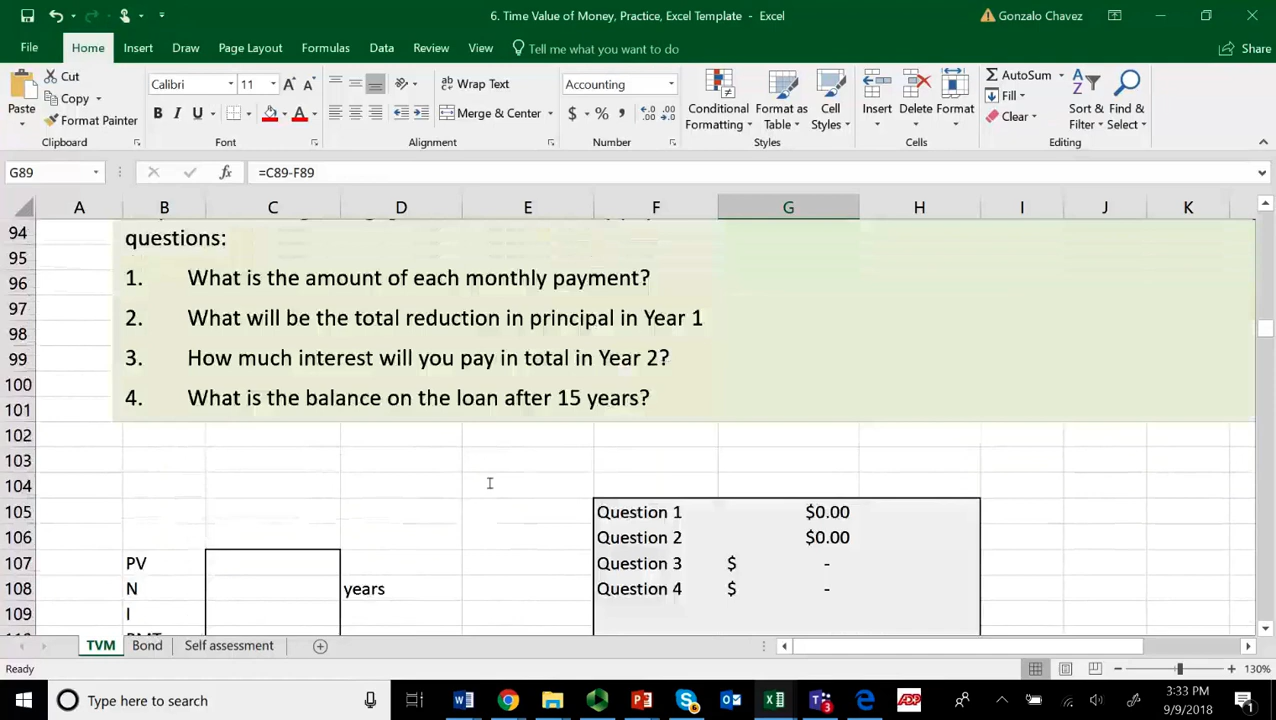 6. Time Value of Money, Practice, Excel Template - Excel
Gonzalo Chavez
File Home Insert Draw Page Layout Formulas Data Review View Tell me what you want to do Share
Cut
Copy
Format Painter
Paste
Clipboard
Calibri 11
B I U
Font
Wrap Text
Merge & Center
Alignment
Accounting
$ % ,
Number
Conditional Formatting
Format as Table
Cell Styles
Styles
Insert Delete Format
Cells
AutoSum
Fill
Clear
Sort & Filter
Find & Select
Editing
G89 fx =C89-F89
A B C D E F G H I J K
94
questions:
95
96 1. What is the amount of each monthly payment?
97
98 2. What will be the total reduction in principal in Year 1
99 3. How much interest will you pay in total in Year 2?
100
101 4. What is the balance on the loan after 15 years?
102
103
104
105 Question 1 $0.00
106 Question 2 $0.00
107 PV Question 3 $ -
108 N years Question 4 $ -
109 I
TVM Bond Self assessment
Ready 130%
Type here to search 3:33 PM
9/9/2018